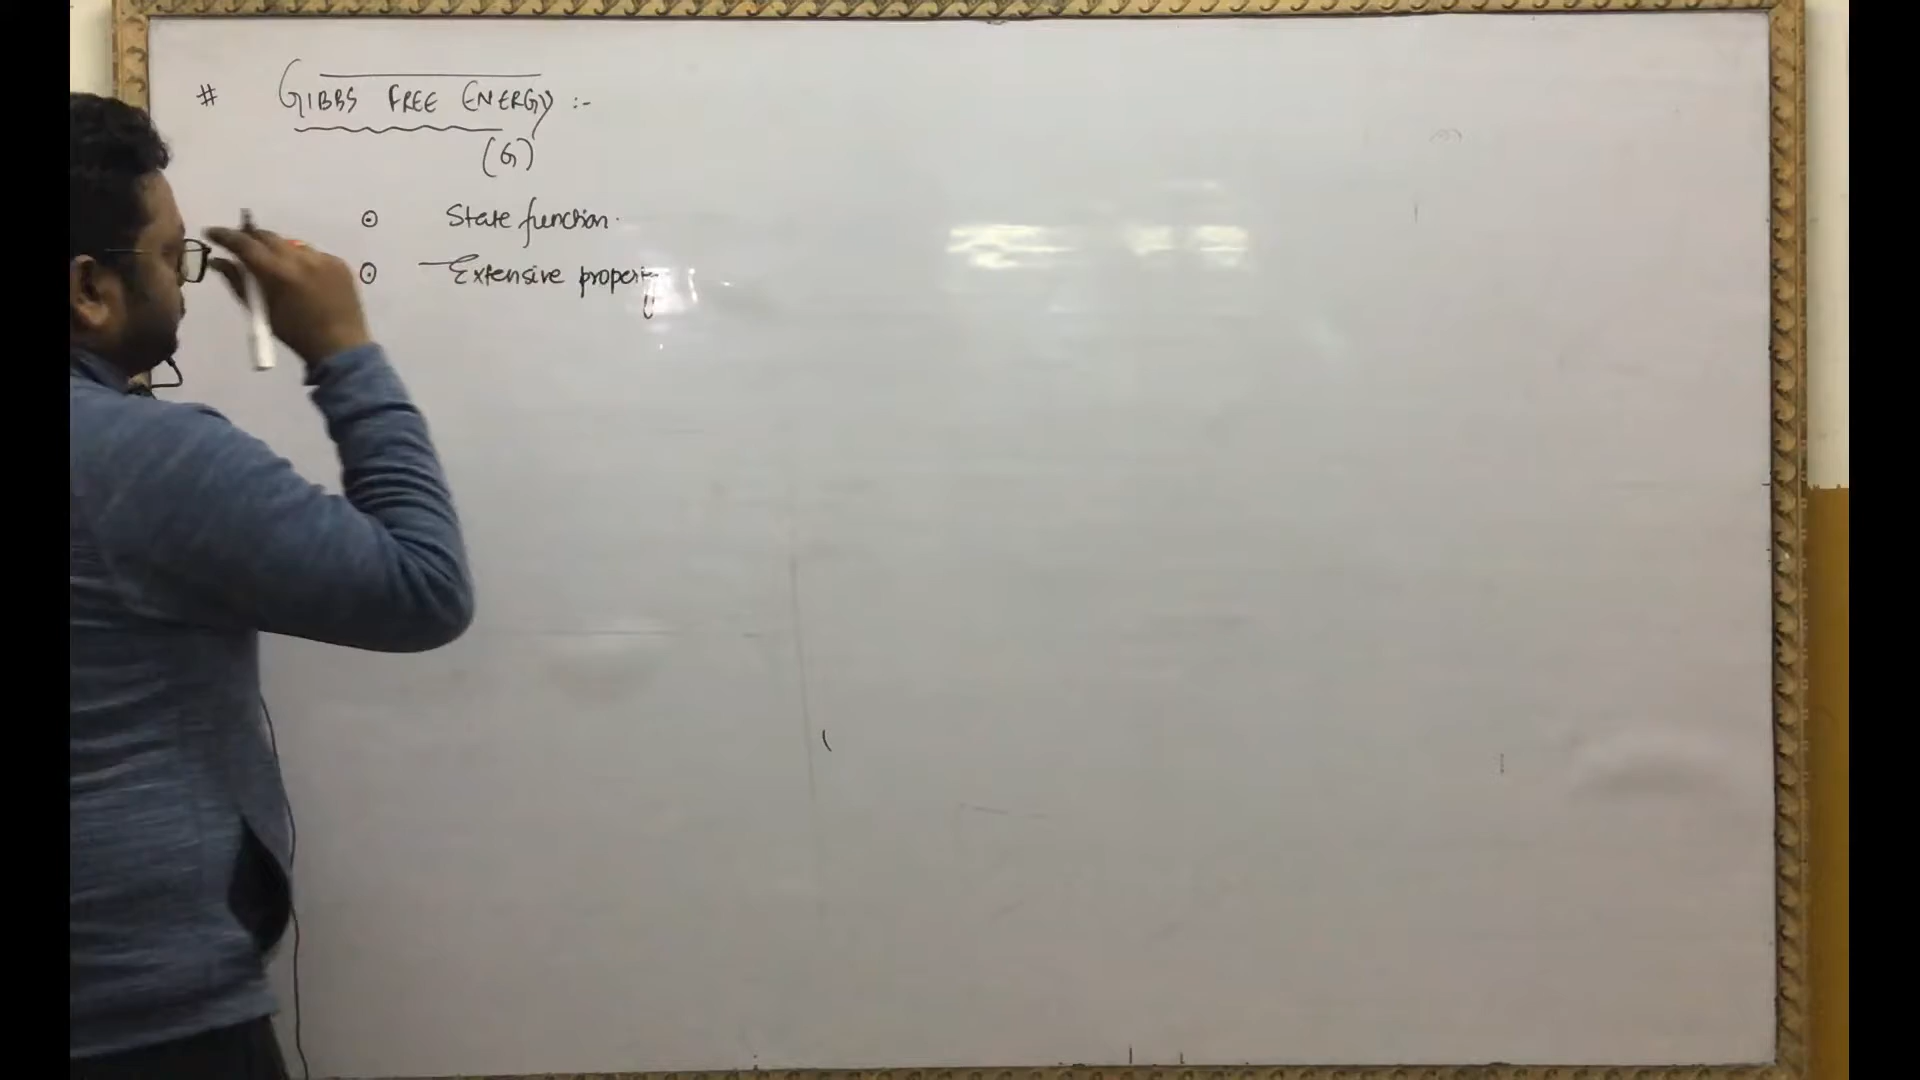 # GIBBS FREE ENERGY :-
(G)
⊙ State function.
⊙ Extensive property